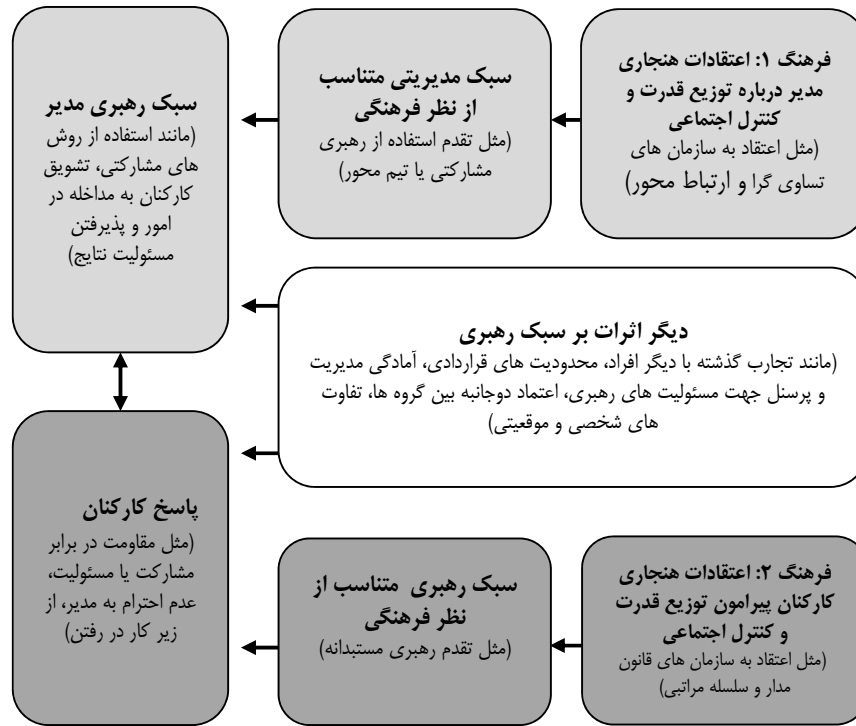 فرهنگ ۱: اعتقادات هنجاری
مدیر درباره توزیع قدرت و
کنترل اجتماعی
(مثل اعتقاد به سازمان های
تساوی گرا و ارتباط محور)
سبک مدیریتی متناسب
از نظر فرهنگی
(مثل تقدم استفاده از رهبری
مشارکتی یا تیم محور)
سبک رهبری مدیر
(مانند استفاده از روش
های مشارکتی، تشویق
کارکنان به مداخله در
امور و پذیرفتن
مسئولیت نتایج)
دیگر اثرات بر سبک رهبری
(مانند تجارب گذشته با دیگر افراد، محدودیت های قراردادی، آمادگی مدیریت
و پرسنل جهت مسئولیت های رهبری، اعتماد دوجانبه بین گروه ها، تفاوت
های شخصی و موقعیتی)
فرهنگ ۲: اعتقادات هنجاری
کارکنان پیرامون توزیع قدرت
و کنترل اجتماعی
(مثل اعتقاد به سازمان های قانون
مدار و سلسله مراتبی)
سبک رهبری متناسب از
نظر فرهنگی
(مثل تقدم رهبری مستبدانه)
پاسخ کارکنان
(مثل مقاومت در برابر
مشارکت یا مسئولیت،
عدم احترام به مدیر، از
زیر کار در رفتن)